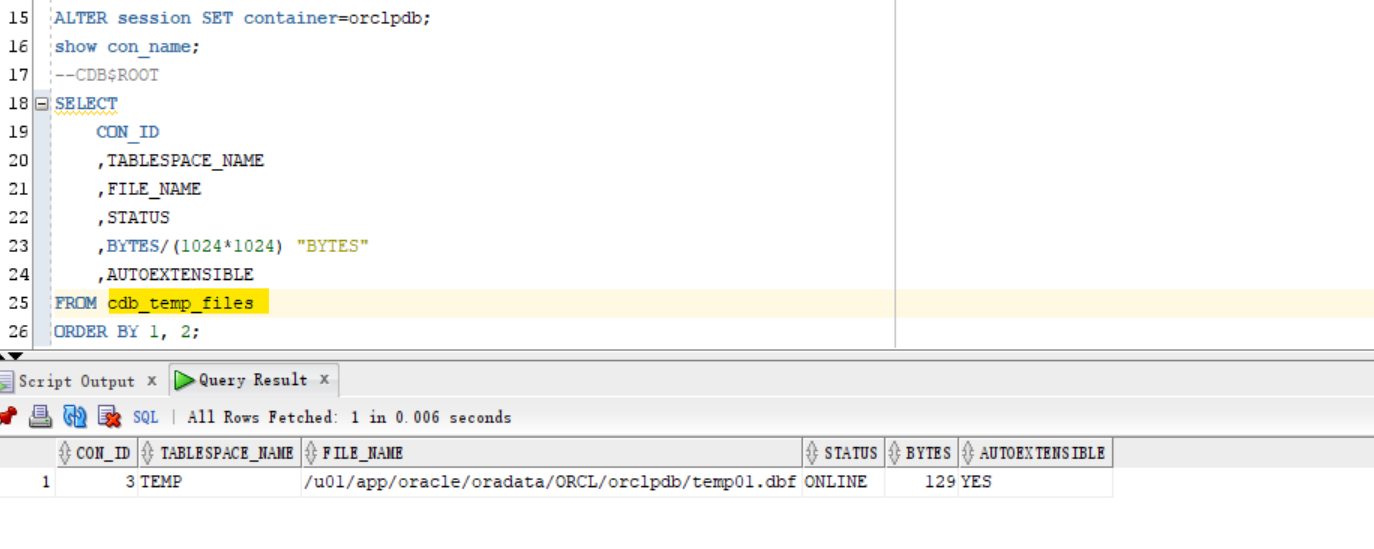 15 ALTER session SET container=orclpdb;
16 show con_name;
17 --CDB$ROOT
18 SELECT
19 CON_ID
20 ,TABLESPACE_NAME
21 ,FILE_NAME
22 ,STATUS
23 ,BYTES/(1024*1024) "BYTES"
24 ,AUTOEXTENSIBLE
25 FROM cdb_temp_files
26 ORDER BY 1, 2;
Script Output x Query Result x
SQL | All Rows Fetched: 1 in 0.006 seconds
CON_ID TABLESPACE_NAME FILE_NAME STATUS BYTES AUTOEXTENSIBLE
1 3 TEMP /u01/app/oracle/oradata/ORCL/orclpdb/temp01.dbf ONLINE 129 YES